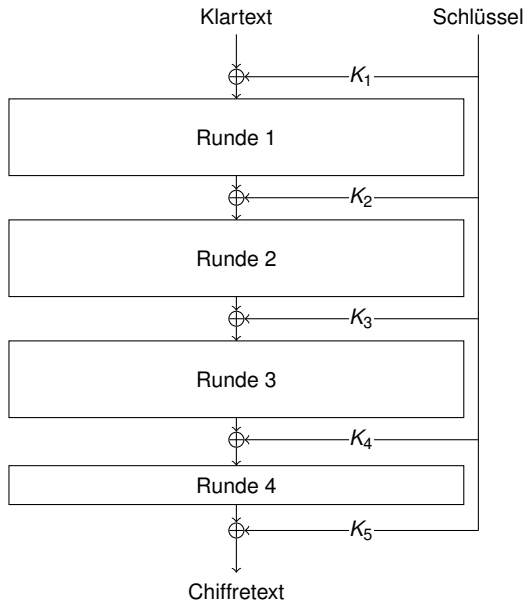 Klartext Schlüssel
K₁
Runde 1
K₂
Runde 2
K₃
Runde 3
K₄
Runde 4
K₅
Chiffretext